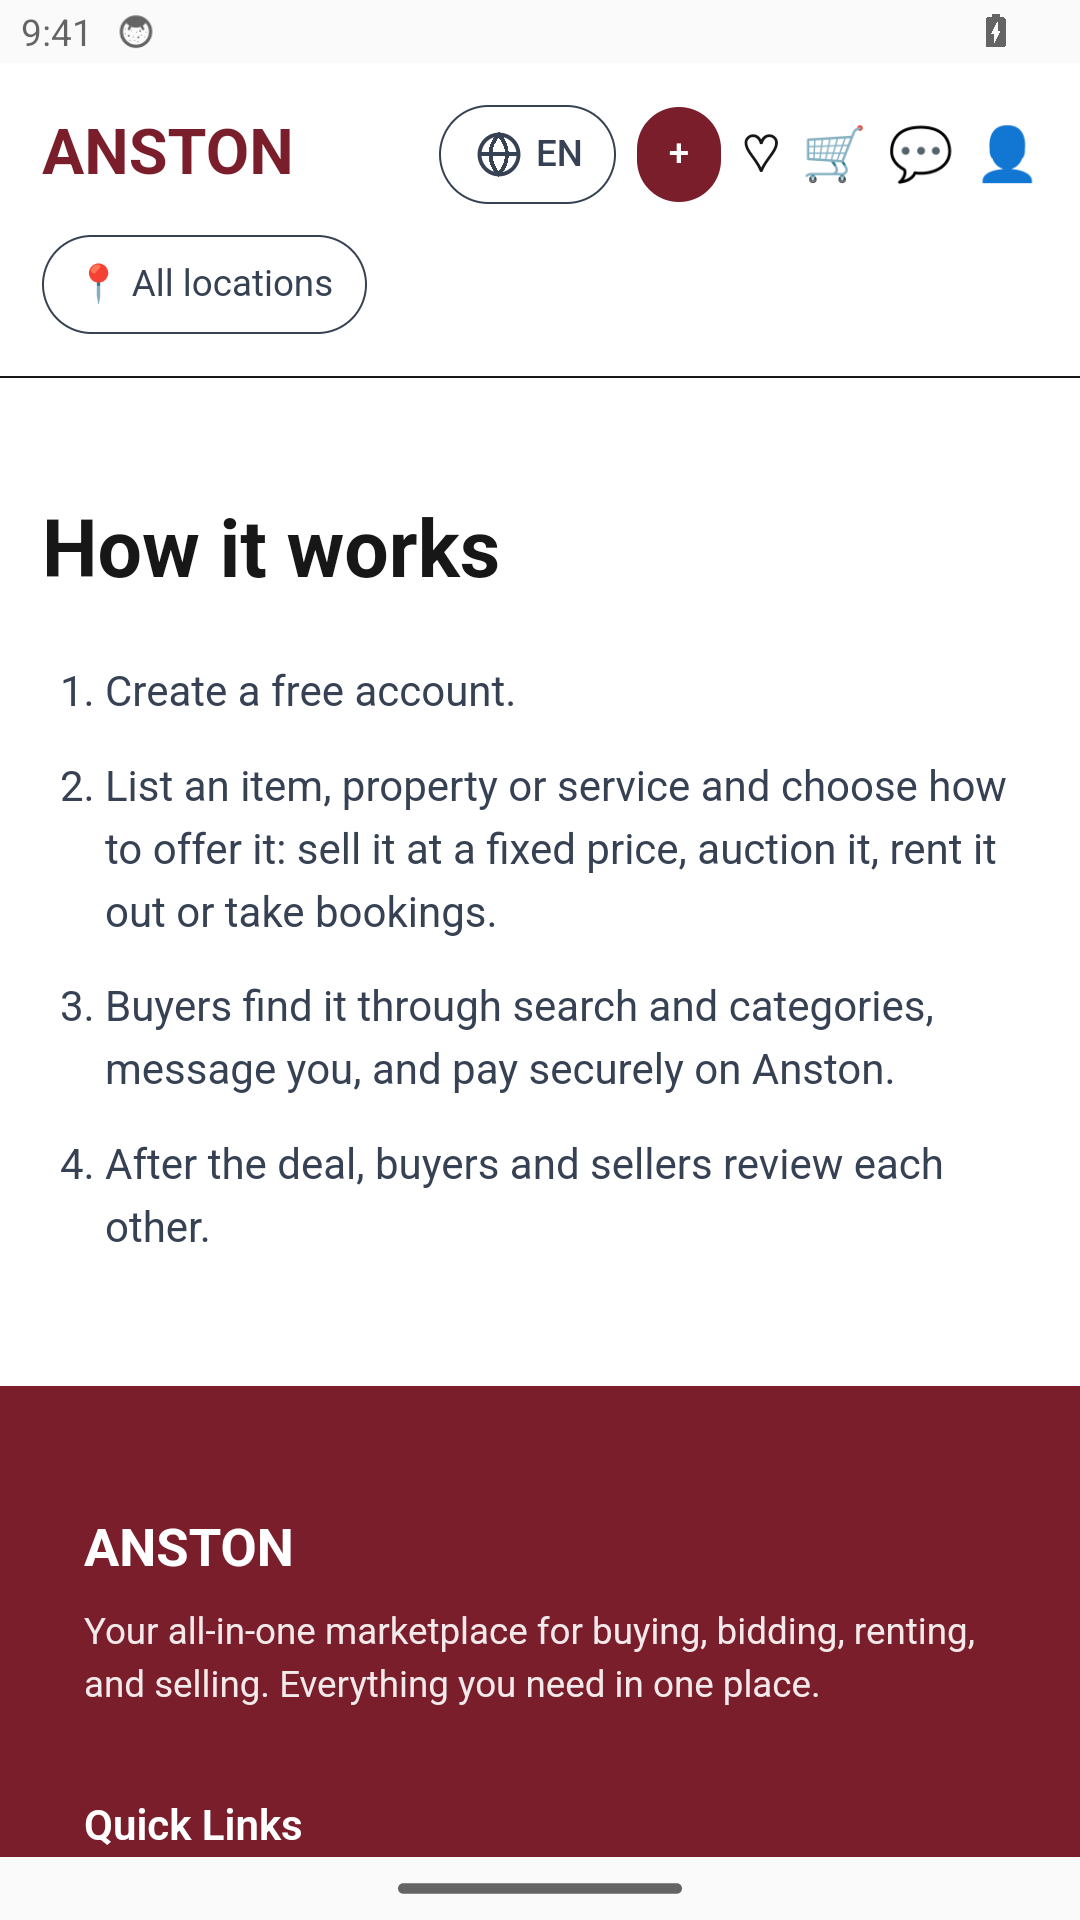 9:41
ANSTON
EN
+
All locations
How it works
1. Create a free account.
2. List an item, property or service and choose how
to offer it: sell it at a fixed price, auction it, rent it
out or take bookings.
3. Buyers find it through search and categories,
message you, and pay securely on Anston.
4. After the deal, buyers and sellers review each
other.
ANSTON
Your all-in-one marketplace for buying, bidding, renting,
and selling. Everything you need in one place.
Quick Links